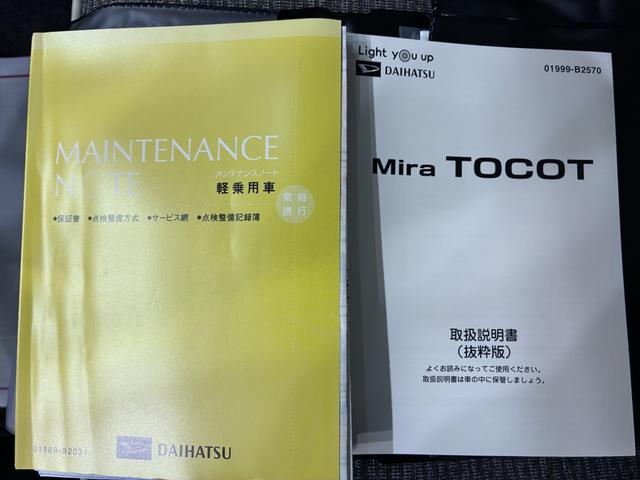 MAINTENANCE
NOTE
メンテナンスノート
軽乗用車
常時
携行
●保証書 ●点検整備方式 ●サービス網 ●点検整備記録簿
01989-B2031
DAIHATSU
Light you up
DAIHATSU
01999-B2570
Mira TOCOT
取扱説明書
（抜粋版）
よくお読みになってご使用ください。
取扱説明書は車の中に保管しましょう。